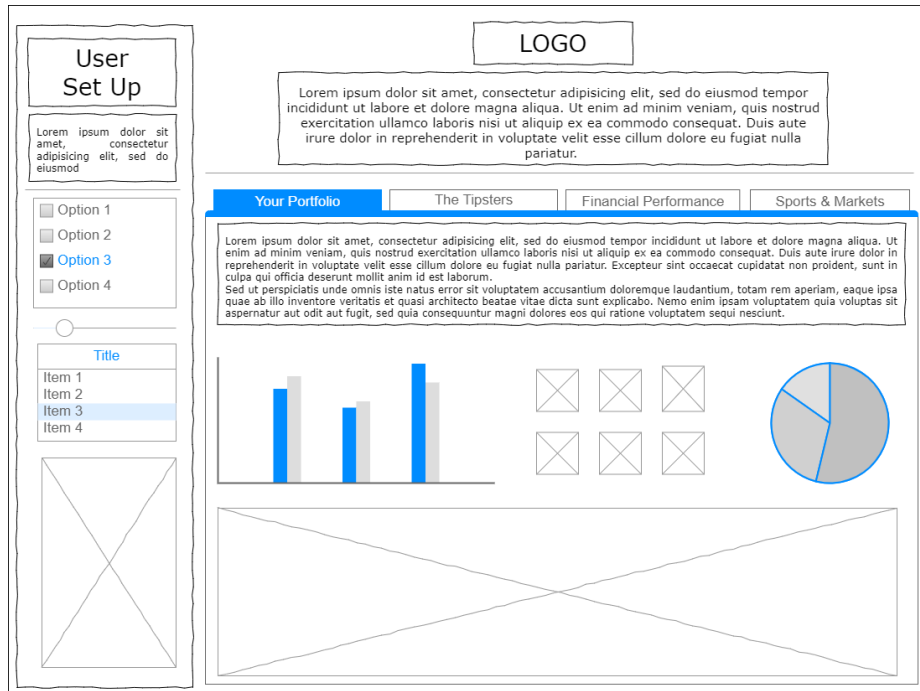 User
Set Up
Lorem ipsum dolor sit
amet, consectetur
adipisicing elit, sed do
eiusmod
Option 1
Option 2
Option 3
Option 4
Title
Item 1
Item 2
Item 3
Item 4
LOGO
Lorem ipsum dolor sit amet, consectetur adipisicing elit, sed do eiusmod tempor
incididunt ut labore et dolore magna aliqua. Ut enim ad minim veniam, quis nostrud
exercitation ullamco laboris nisi ut aliquip ex ea commodo consequat. Duis aute
irure dolor in reprehenderit in voluptate velit esse cillum dolore eu fugiat nulla
pariatur.
Your Portfolio
The Tipsters
Financial Performance
Sports & Markets
Lorem ipsum dolor sit amet, consectetur adipisicing elit, sed do eiusmod tempor incididunt ut labore et dolore magna aliqua. Ut
enim ad minim veniam, quis nostrud exercitation ullamco laboris nisi ut aliquip ex ea commodo consequat. Duis aute irure dolor in
reprehenderit in voluptate velit esse cillum dolore eu fugiat nulla pariatur. Excepteur sint occaecat cupidatat non proident, sunt in
culpa qui officia deserunt mollit anim id est laborum.
Sed ut perspiciatis unde omnis iste natus error sit voluptatem accusantium doloremque laudantium, totam rem aperiam, eaque ipsa
quae ab illo inventore veritatis et quasi architecto beatae vitae dicta sunt explicabo. Nemo enim ipsam voluptatem quia voluptas sit
aspernatur aut odit aut fugit, sed quia consequuntur magni dolores eos qui ratione voluptatem sequi nesciunt.